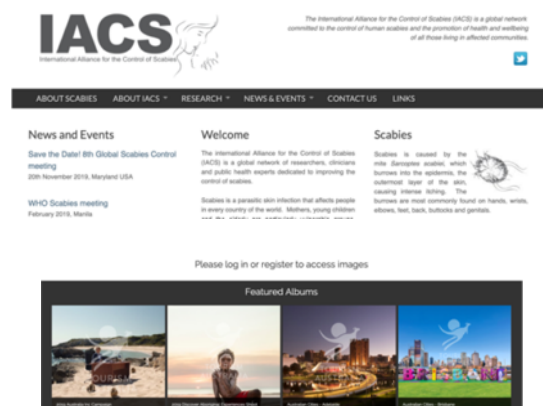 IACS
International Alliance for the Control of Scabies
The International Alliance for the Control of Scabies (IACS) is a global network
committed to the control of human scabies and the promotion of health and wellbeing
of all those living in affected communities.
ABOUT SCABIES ABOUT IACS RESEARCH NEWS & EVENTS CONTACT US LINKS
News and Events
Save the Date! 8th Global Scabies Control
meeting
20th November 2019, Maryland USA
WHO Scabies meeting
February 2019, Manila
Welcome
The International Alliance for the Control of Scabies
(IACS) is a global network of researchers, clinicians
and public health experts dedicated to improving the
control of scabies.
Scabies is a parasitic skin infection that affects people
in every country of the world. Mothers, young children
Scabies
Scabies is caused by the
mite Sarcoptes scabiei, which
burrows into the epidermis, the
outermost layer of the skin,
causing intense itching. The
burrows are most commonly found on hands, wrists,
elbows, feet, back, buttocks and genitals.
Please log in or register to access images
Featured Albums
TOURISM
AUST
BRISBANE
Australian Cities - Adelaide
Australian Cities - Brisbane